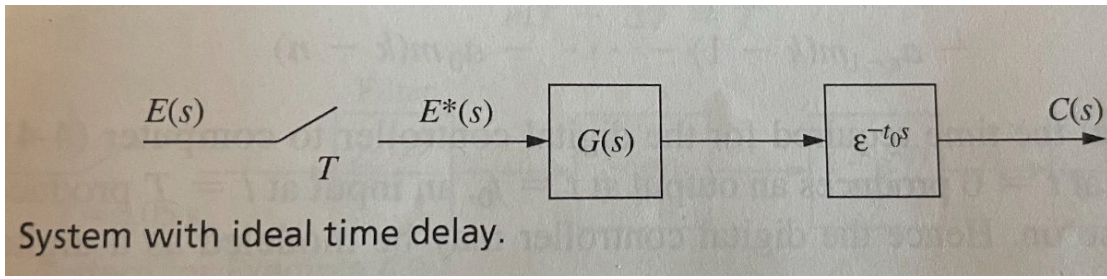 E(s) E*(s) C(s)
G(s) ε^{-t_0 s}
T
System with ideal time delay.